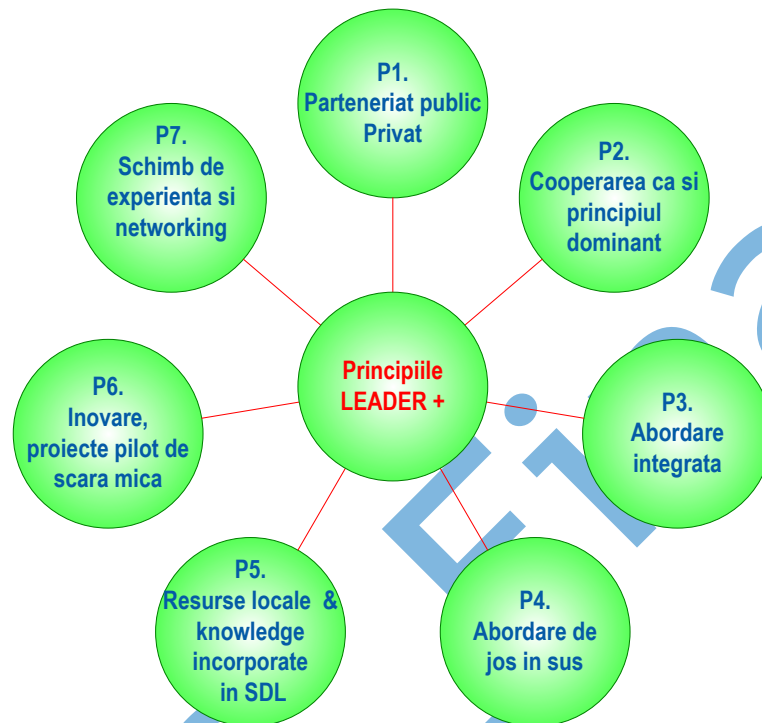 Principiile
LEADER +
P1.
Parteneriat public
Privat
P2.
Cooperarea ca si
principiul
dominant
P3.
Abordare
integrata
P4.
Abordare de
jos in sus
P5.
Resurse locale &
knowledge
incorporate
in SDL
P6.
Inovare,
proiecte pilot de
scara mica
P7.
Schimb de
experienta si
networking